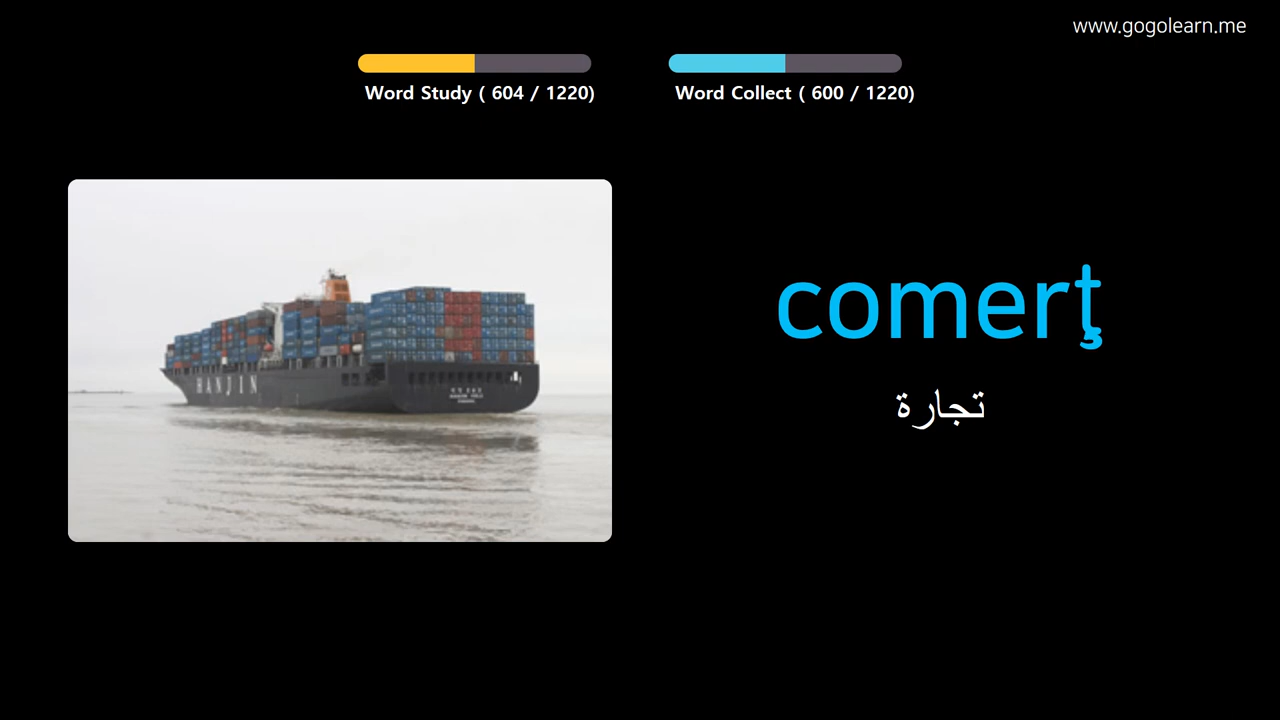 www.gogolearn.me
Word Study ( 604 / 1220)
Word Collect ( 600 / 1220)
comerţ
تجارة
HANJIN